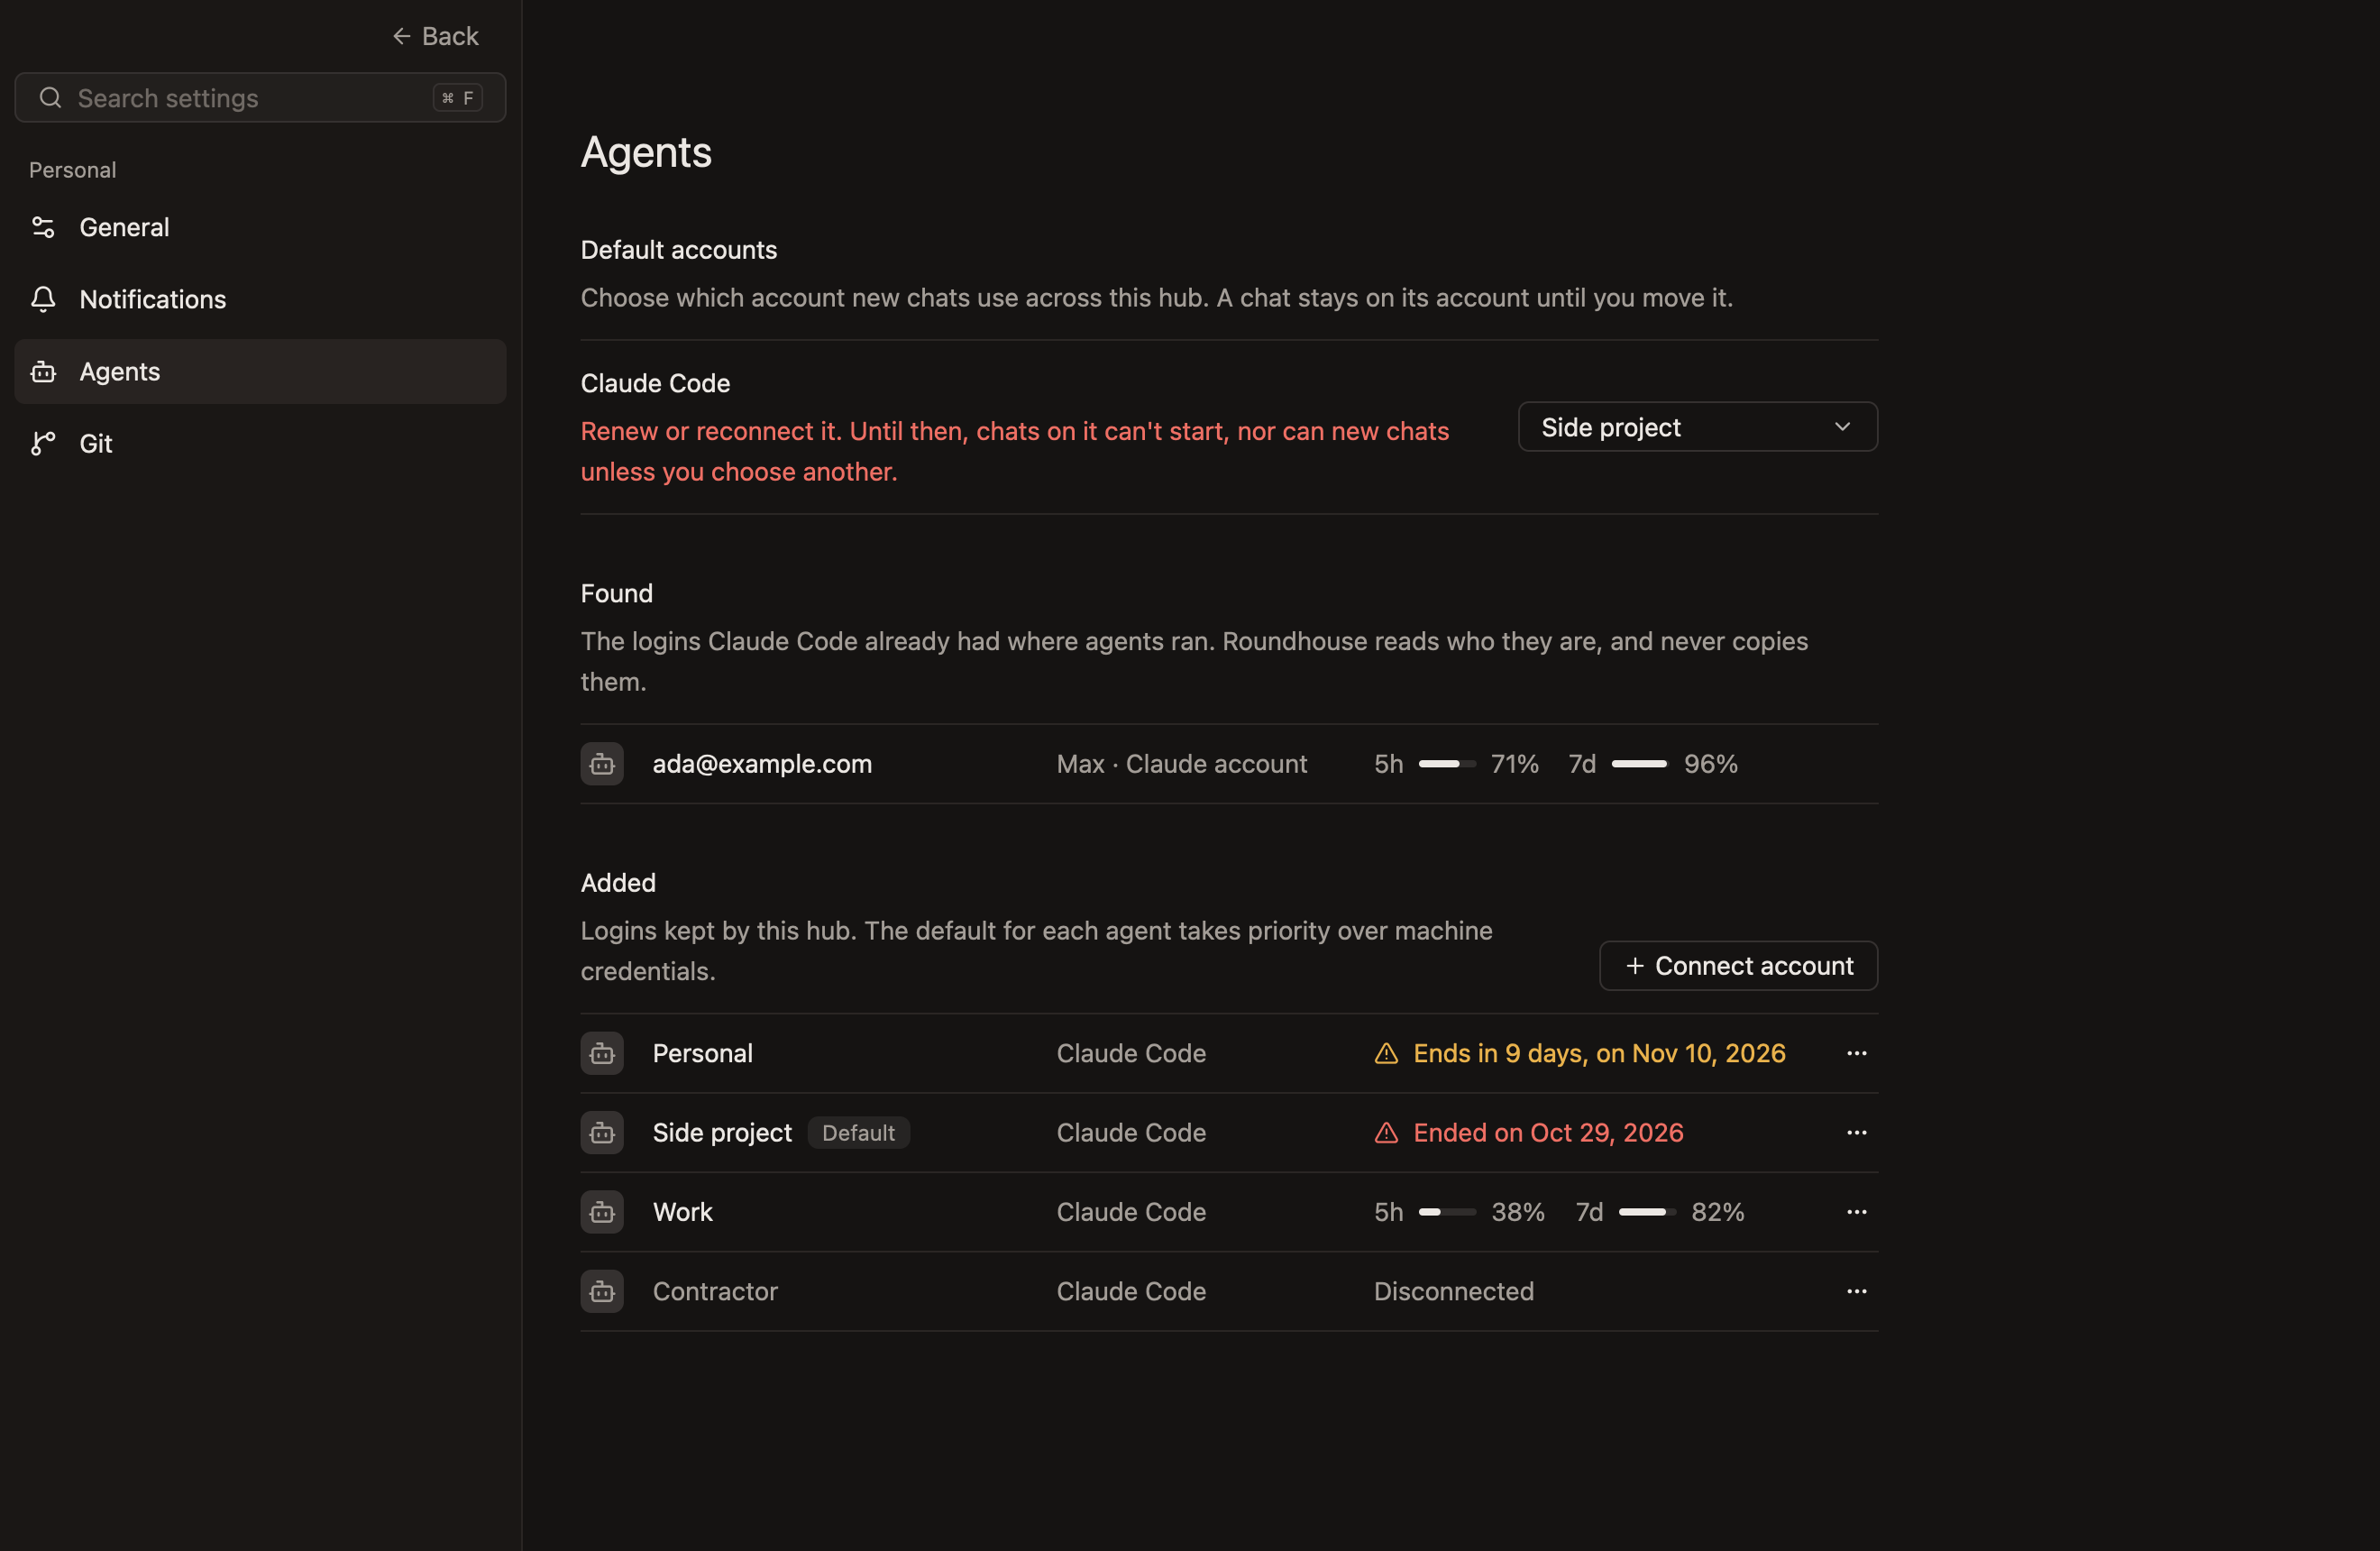 Back
Search settings
⌘ F
Personal
General
Notifications
Agents
Git
Agents
Default accounts
Choose which account new chats use across this hub. A chat stays on its account until you move it.
Claude Code
Renew or reconnect it. Until then, chats on it can't start, nor can new chats
unless you choose another.
Side project
Found
The logins Claude Code already had where agents ran. Roundhouse reads who they are, and never copies
them.
ada@example.com Max · Claude account 5h 71% 7d 96%
Added
Logins kept by this hub. The default for each agent takes priority over machine
credentials.
+ Connect account
Personal Claude Code Ends in 9 days, on Nov 10, 2026
Side project Default Claude Code Ended on Oct 29, 2026
Work Claude Code 5h 38% 7d 82%
Contractor Claude Code Disconnected